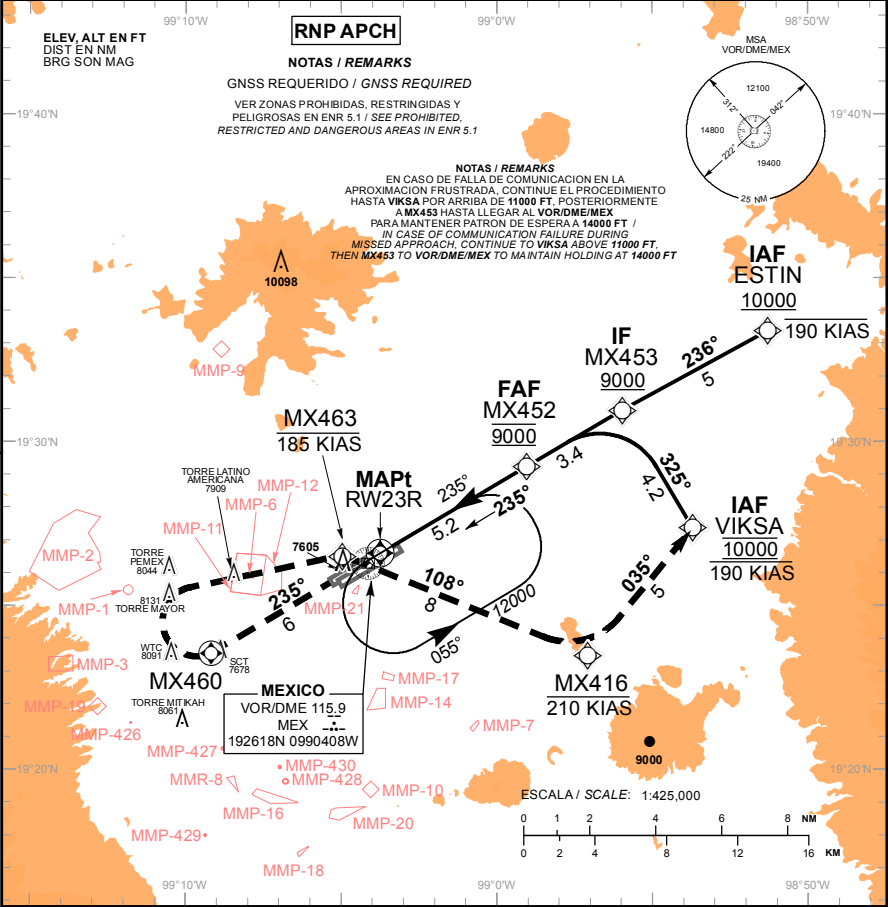 99°10'W
99°0'W
98°50'W
ELEV, ALT EN FT
DIST EN NM
BRG SON MAG
RNP APCH
NOTAS / REMARKS
GNSS REQUERIDO / GNSS REQUIRED
VER ZONAS PROHIBIDAS, RESTRINGIDAS Y
PELIGROSAS EN ENR 5.1 / SEE PROHIBITED,
RESTRICTED AND DANGEROUS AREAS IN ENR 5.1
MSA
VOR/DME/MEX
12100
312°
042°
14800
222°
19400
25 NM
19°40'N
19°40'N
NOTAS / REMARKS
EN CASO DE FALLA DE COMUNICACION EN LA
APROXIMACION FRUSTRADA, CONTINUE EL PROCEDIMIENTO
HASTA VIKSA POR ARRIBA DE 11000 FT, POSTERIORMENTE
A MX453 HASTA LLEGAR AL VOR/DME/MEX
PARA MANTENER PATRON DE ESPERA A 14000 FT /
IN CASE OF COMMUNICATION FAILURE DURING
MISSED APPROACH, CONTINUE TO VIKSA ABOVE 11000 FT,
THEN MX453 TO VOR/DME/MEX TO MAINTAIN HOLDING AT 14000 FT
10098
IAF
ESTIN
10000
190 KIAS
IF
MX453
9000
236°
5
MMP-9
FAF
MX452
9000
MX463
185 KIAS
19°30'N
19°30'N
3.4
325°
4.2
MAPt
RW23R
235°
235°
5.2
TORRE LATINO
AMERICANA
7909
MMP-12
MMP-6
MMP-11
IAF
VIKSA
10000
190 KIAS
MMP-2
7605
TORRE
PEMEX
8044
MMP-1
8131
TORRE MAYOR
235°
6
MMP-21
108°
8
12000
035°
5
055°
WTC
8091
SCT
7678
MMP-3
MX460
MX416
210 KIAS
MMP-17
MMP-14
MEXICO
VOR/DME 115.9
MEX
192618N 0990408W
MMP-19
TORRE MITIKAH
8061
MMP-426
MMP-7
MMP-427
9000
19°20'N
19°20'N
MMP-430
MMP-428
MMR-8
MMP-10
MMP-16
MMP-20
MMP-429
MMP-18
ESCALA / SCALE: 1:425,000
0 1 2 4 6 8 NM
0 2 4 8 12 16 KM
99°10'W
99°0'W
98°50'W